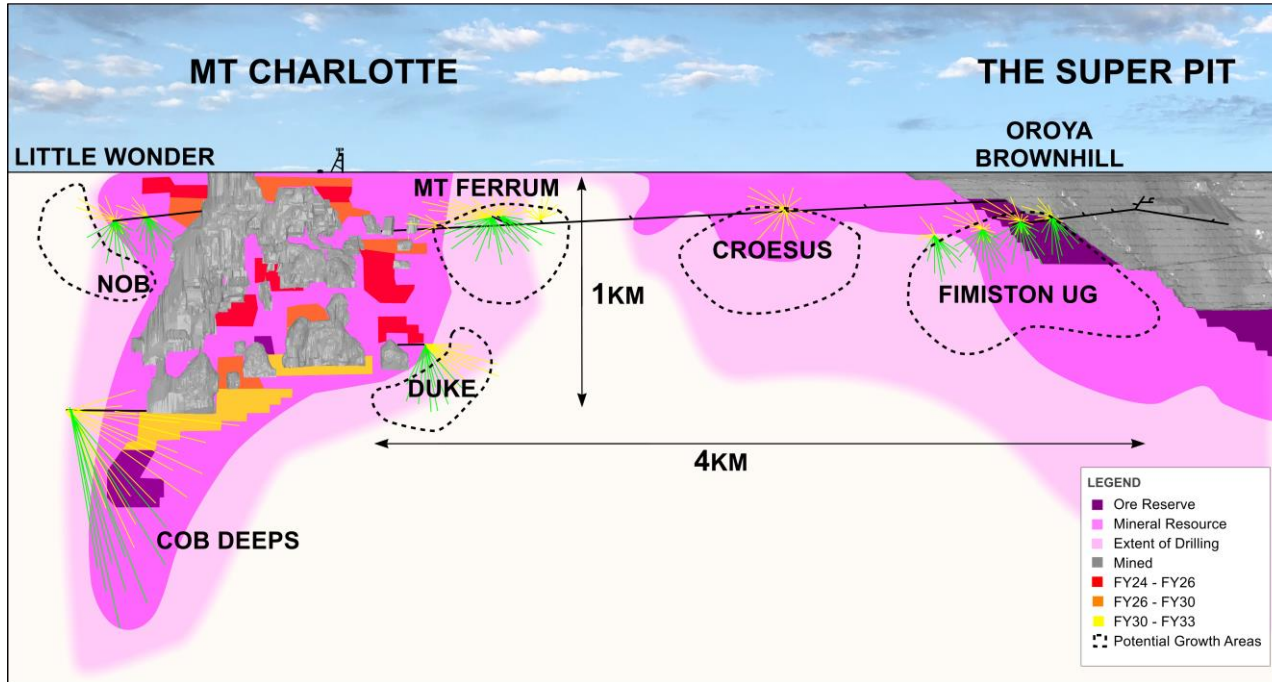 MT CHARLOTTE
THE SUPER PIT
LITTLE WONDER
OROYA
BROWNHILL
MT FERRUM
NOB
CROESUS
FIMISTON UG
1KM
DUKE
4KM
COB DEEPS
LEGEND
Ore Reserve
Mineral Resource
Extent of Drilling
Mined
FY24 - FY26
FY26 - FY30
FY30 - FY33
Potential Growth Areas